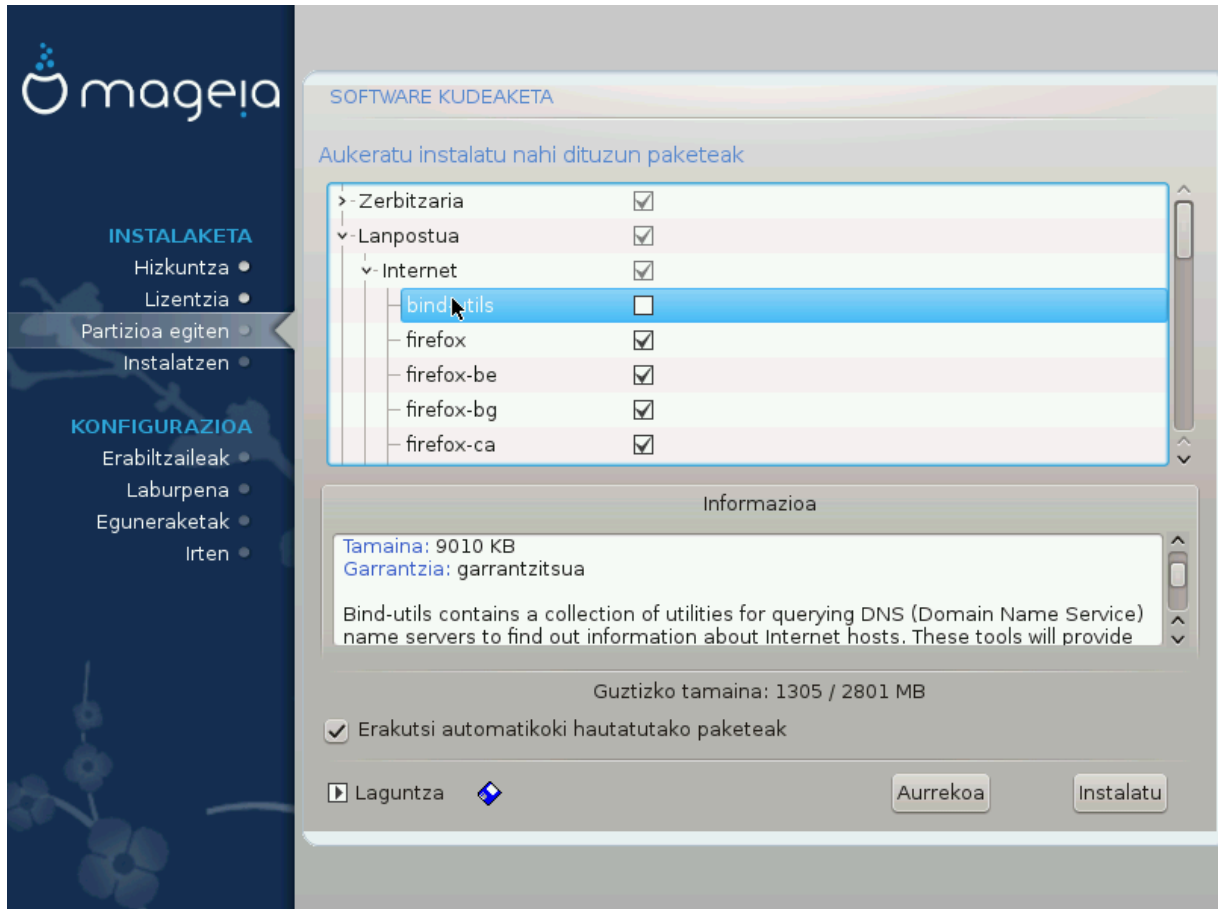 mageia
INSTALAKETA
Hizkuntza
Lizentzia
Partizioa egiten
Instalatzen
KONFIGURAZIOA
Erabiltzaileak
Laburpena
Eguneraketak
Irten
SOFTWARE KUDEAKETA
Aukeratu instalatu nahi dituzun paketeak
Zerbitzaria
Lanpostua
Internet
bind-utils
firefox
firefox-be
firefox-bg
firefox-ca
Informazioa
Tamaina: 9010 KB
Garrantzia: garrantzitsua
Bind-utils contains a collection of utilities for querying DNS (Domain Name Service)
name servers to find out information about Internet hosts. These tools will provide
Guztizko tamaina: 1305 / 2801 MB
Erakutsi automatikoki hautatutako paketeak
Laguntza
Aurrekoa
Instalatu